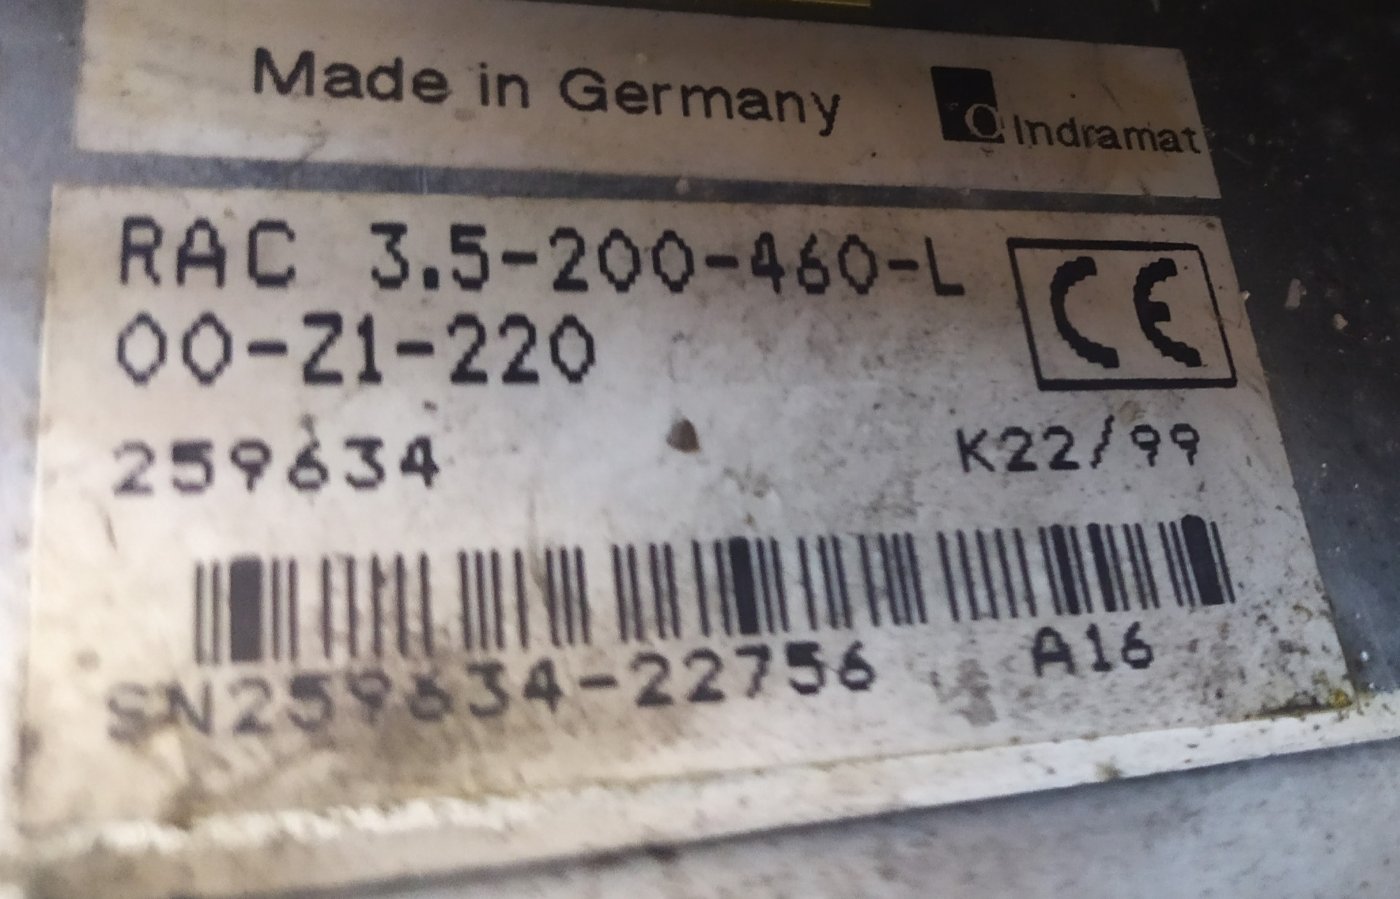 Made in Germany
Indramat
RAC 3.5-200-460-L
00-Z1-220
CE
259634
K22/99
SN259634-22756
A16